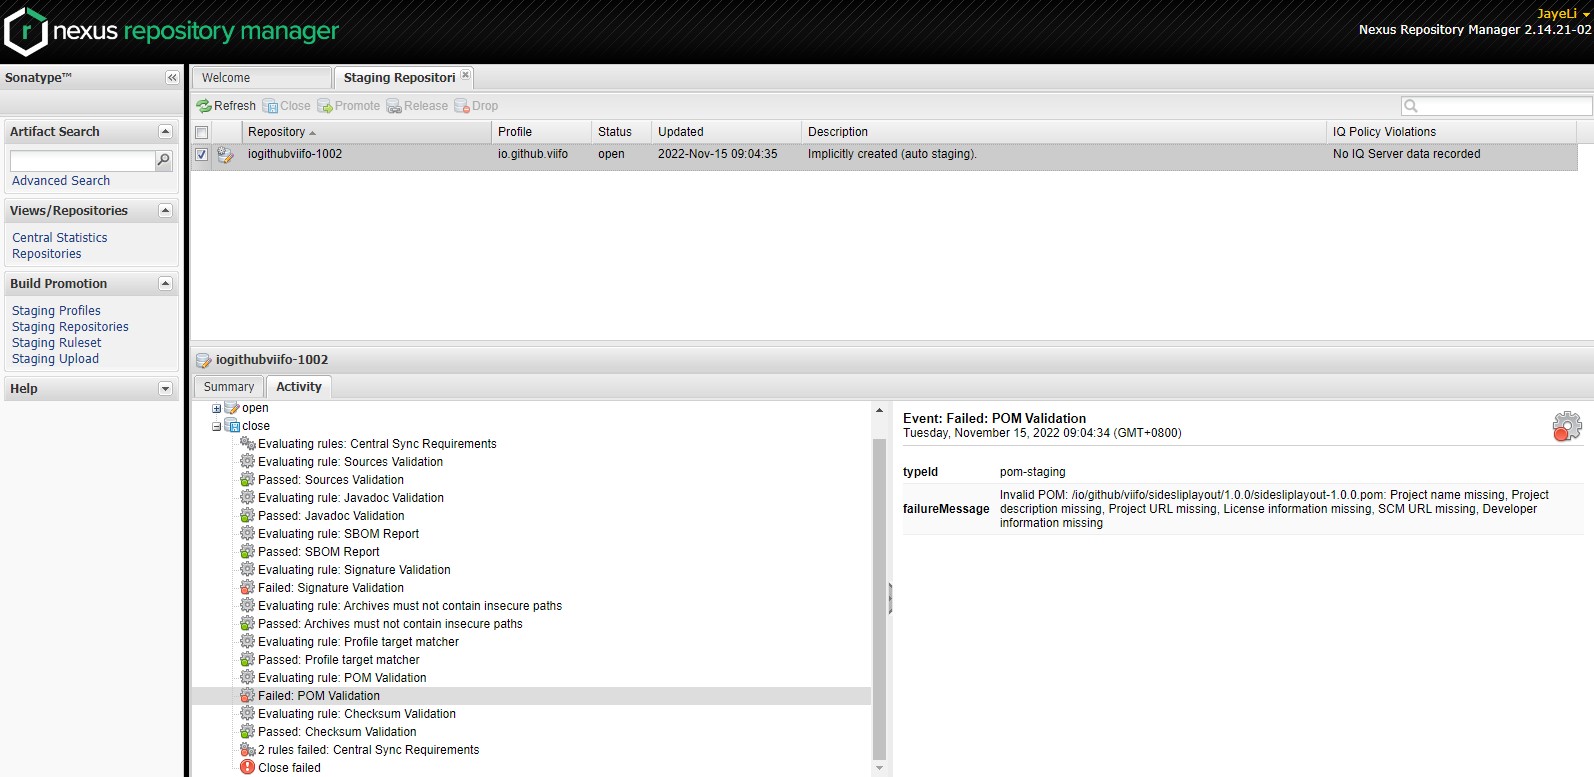 JayeLi
nexus repository manager
Nexus Repository Manager 2.14.21-02
Sonatype™
Welcome
Staging Repositori
Refresh Close Promote Release Drop
Artifact Search
Advanced Search
Views/Repositories
Central Statistics
Repositories
Build Promotion
Staging Profiles
Staging Repositories
Staging Ruleset
Staging Upload
Help
Repository Profile Status Updated Description IQ Policy Violations
iogithubviifo-1002 io.github.viifo open 2022-Nov-15 09:04:35 Implicitly created (auto staging). No IQ Server data recorded
iogithubviifo-1002
Summary Activity
open
close
Evaluating rules: Central Sync Requirements
Evaluating rule: Sources Validation
Passed: Sources Validation
Evaluating rule: Javadoc Validation
Passed: Javadoc Validation
Evaluating rule: SBOM Report
Passed: SBOM Report
Evaluating rule: Signature Validation
Failed: Signature Validation
Evaluating rule: Archives must not contain insecure paths
Passed: Archives must not contain insecure paths
Evaluating rule: Profile target matcher
Passed: Profile target matcher
Evaluating rule: POM Validation
Failed: POM Validation
Evaluating rule: Checksum Validation
Passed: Checksum Validation
2 rules failed: Central Sync Requirements
Close failed
Event: Failed: POM Validation
Tuesday, November 15, 2022 09:04:34 (GMT+0800)
typeId pom-staging
failureMessage
Invalid POM: /io/github/viifo/sidesliplayout/1.0.0/sidesliplayout-1.0.0.pom: Project name missing, Project
description missing, Project URL missing, License information missing, SCM URL missing, Developer
information missing